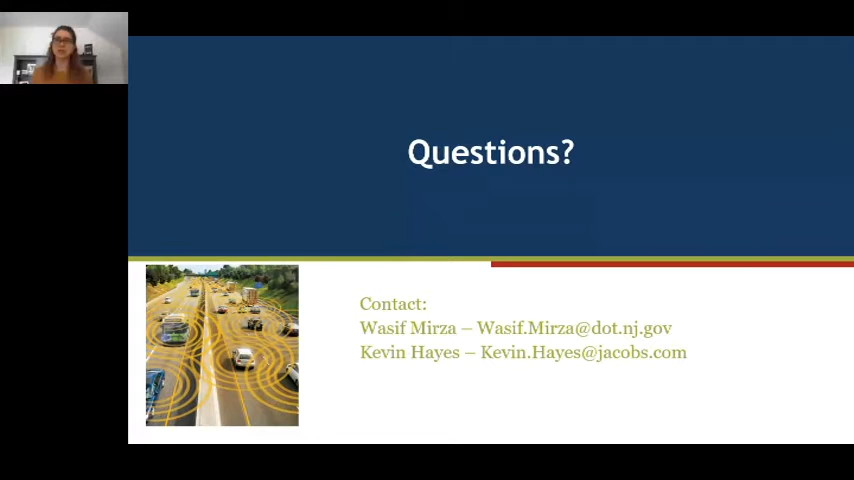 Questions?
Contact:
Wasif Mirza – Wasif.Mirza@dot.nj.gov
Kevin Hayes – Kevin.Hayes@jacobs.com